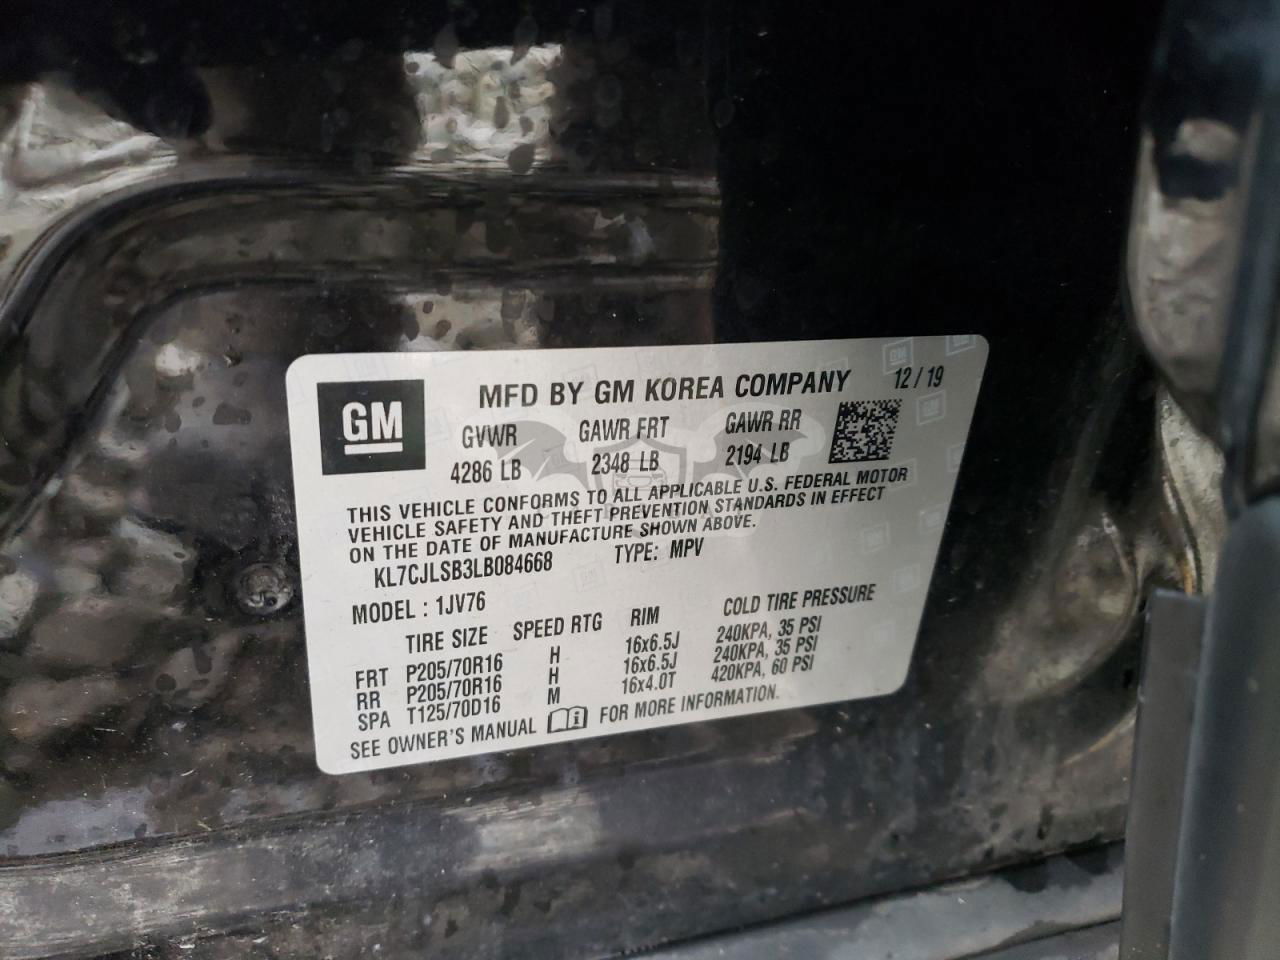 GM
MFD BY GM KOREA COMPANY 12/19
GVWR GAWR FRT GAWR RR
4286 LB 2348 LB 2194 LB
THIS VEHICLE CONFORMS TO ALL APPLICABLE U.S. FEDERAL MOTOR
VEHICLE SAFETY AND THEFT PREVENTION STANDARDS IN EFFECT
ON THE DATE OF MANUFACTURE SHOWN ABOVE.
KL7CJLSB3LB084668 TYPE: MPV
MODEL : 1JV76
TIRE SIZE SPEED RTG RIM COLD TIRE PRESSURE
FRT P205/70R16 H 16x6.5J 240KPA, 35 PSI
RR P205/70R16 H 16x6.5J 240KPA, 35 PSI
SPA T125/70D16 M 16x4.0T 420KPA, 60 PSI
SEE OWNER'S MANUAL FOR MORE INFORMATION.